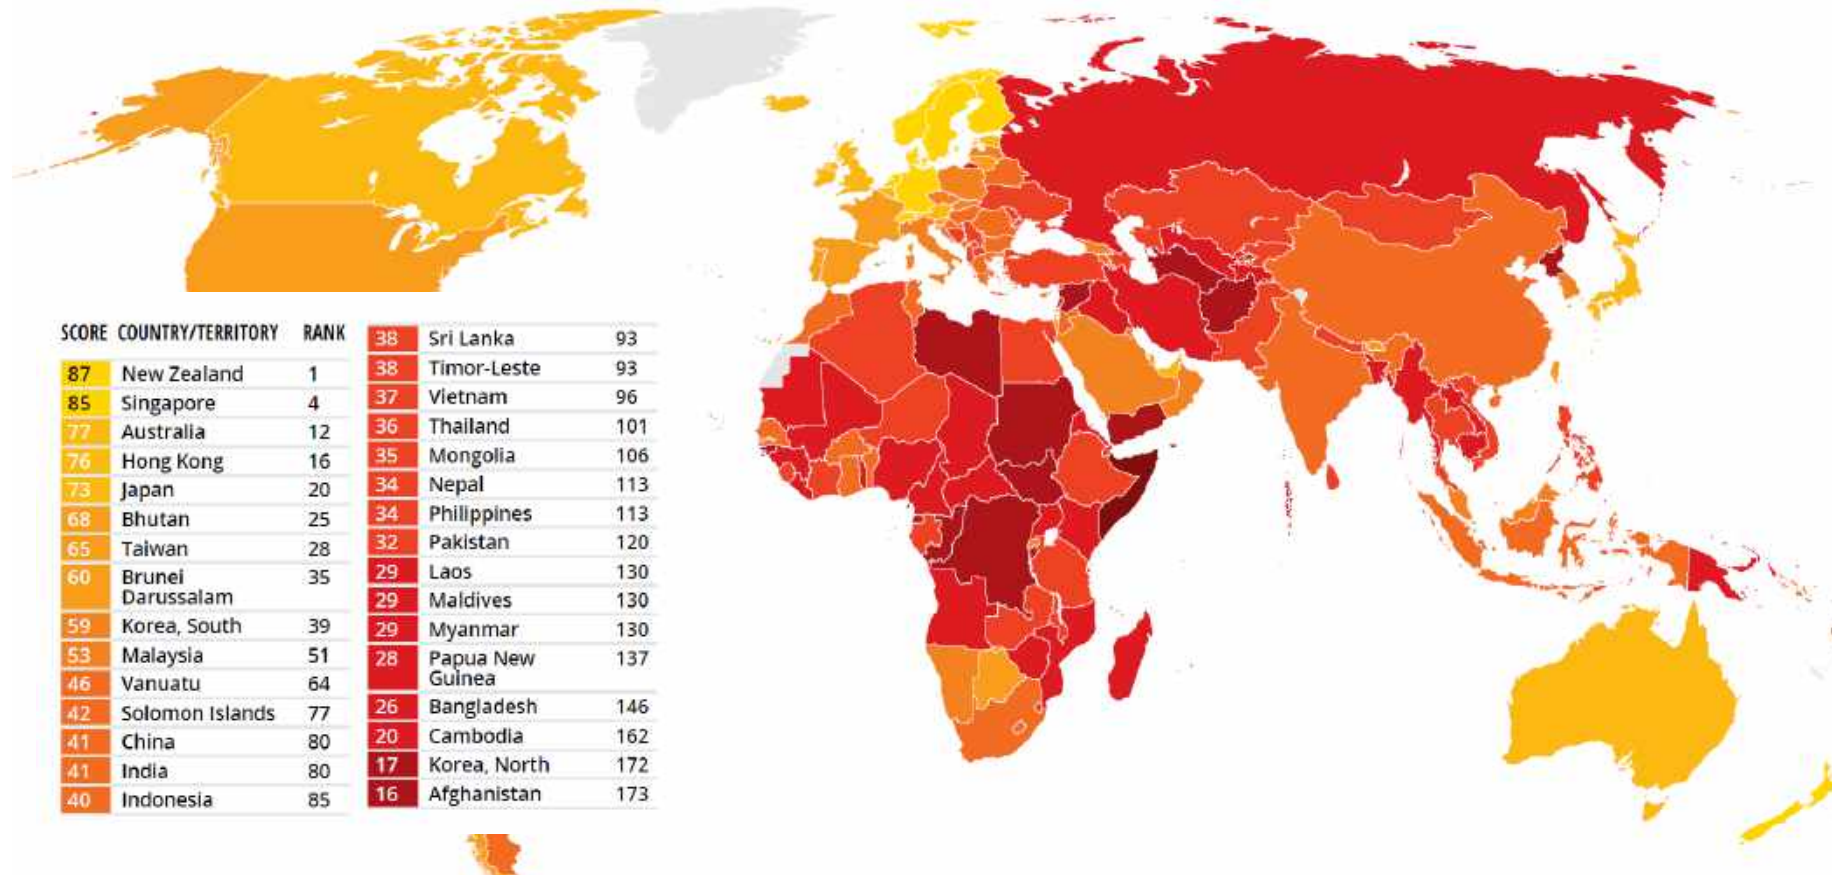 SCORE COUNTRY/TERRITORY RANK
87 New Zealand 1
85 Singapore 4
77 Australia 12
76 Hong Kong 16
73 Japan 20
68 Bhutan 25
65 Taiwan 28
60 Brunei 35
Darussalam
59 Korea, South 39
53 Malaysia 51
46 Vanuatu 64
42 Solomon Islands 77
41 China 80
41 India 80
40 Indonesia 85
38 Sri Lanka 93
38 Timor-Leste 93
37 Vietnam 96
36 Thailand 101
35 Mongolia 106
34 Nepal 113
34 Philippines 113
32 Pakistan 120
29 Laos 130
29 Maldives 130
29 Myanmar 130
28 Papua New 137
Guinea
26 Bangladesh 146
20 Cambodia 162
17 Korea, North 172
16 Afghanistan 173